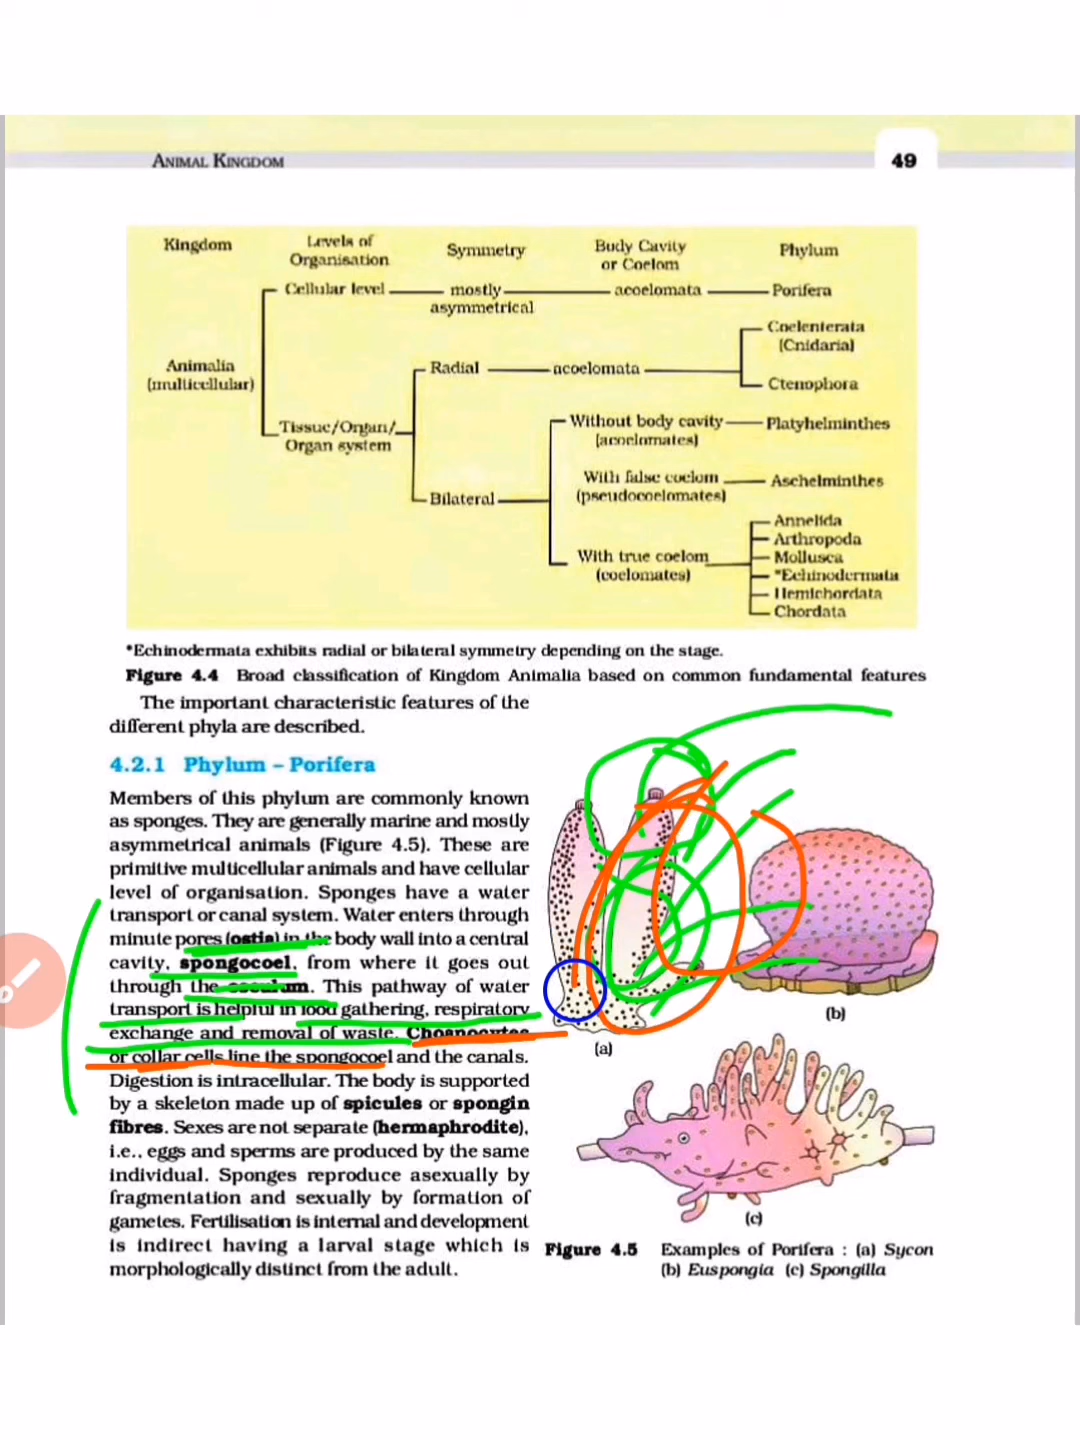 ANIMAL KINGDOM
49
Kingdom
Levels of
Organisation
Symmetry
Body Cavity
or Coelom
Phylum
Cellular level
mostly
asymmetrical
acoelomata
Porifera
Animalia
(multicellular)
Radial
acoelomata
Coelenterata
(Cnidaria)
Ctenophora
Tissue/Organ/
Organ system
Without body cavity
(acoelomates)
Platyhelminthes
Bilateral
With false coelom
(pseudocoelomates)
Aschelminthes
With true coelom
(coelomates)
Annelida
Arthropoda
Mollusca
*Echinodermata
Hemichordata
Chordata
*Echinodermata exhibits radial or bilateral symmetry depending on the stage.
Figure 4.4 Broad classification of Kingdom Animalia based on common fundamental features
The important characteristic features of the
different phyla are described.
4.2.1 Phylum – Porifera
Members of this phylum are commonly known
as sponges. They are generally marine and mostly
asymmetrical animals (Figure 4.5). These are
primitive multicellular animals and have cellular
level of organisation. Sponges have a water
transport or canal system. Water enters through
minute pores (ostia) in the body wall into a central
cavity, spongocoel, from where it goes out
through the osculum. This pathway of water
transport is helpful in food gathering, respiratory
exchange and removal of waste. Choanocytes
or collar cells line the spongocoel and the canals.
Digestion is intracellular. The body is supported
by a skeleton made up of spicules or spongin
fibres. Sexes are not separate (hermaphrodite),
i.e., eggs and sperms are produced by the same
individual. Sponges reproduce asexually by
fragmentation and sexually by formation of
gametes. Fertilisation is internal and development
is indirect having a larval stage which is
morphologically distinct from the adult.
(a)
(b)
(c)
Figure 4.5 Examples of Porifera : (a) Sycon
(b) Euspongia (c) Spongilla